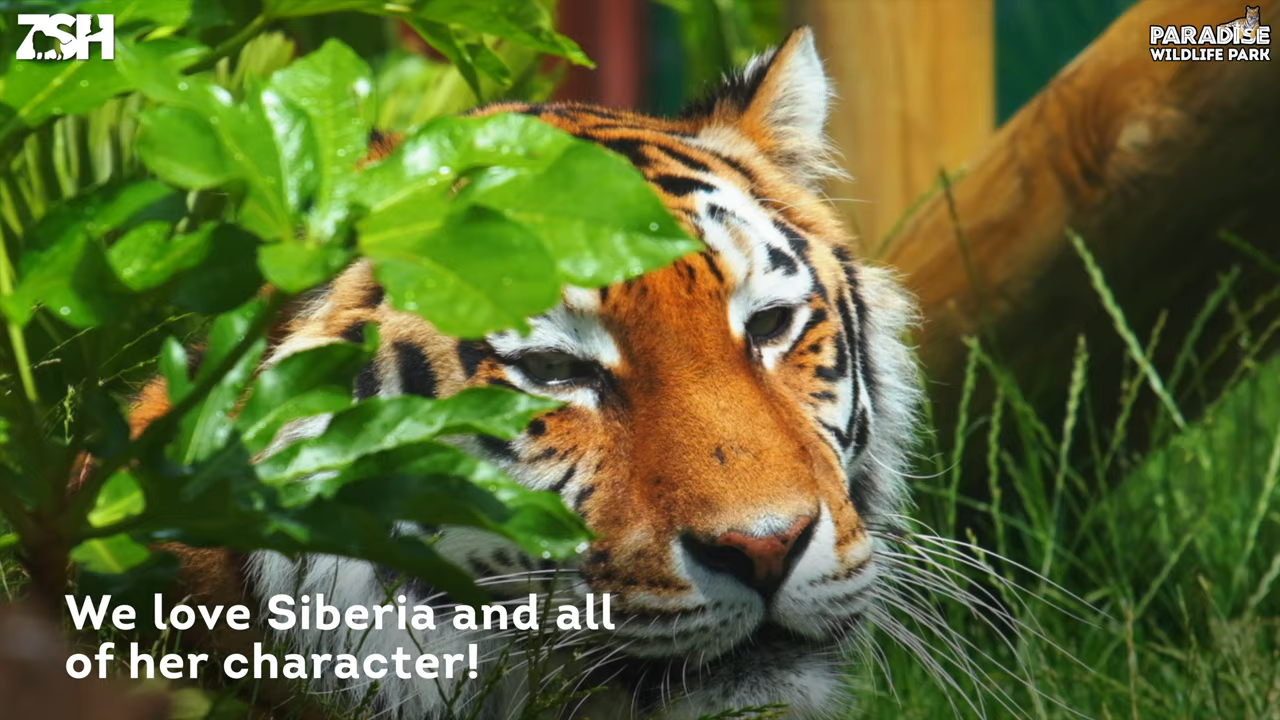 ZSH
PARADISE
WILDLIFE PARK
We love Siberia and all
of her character!